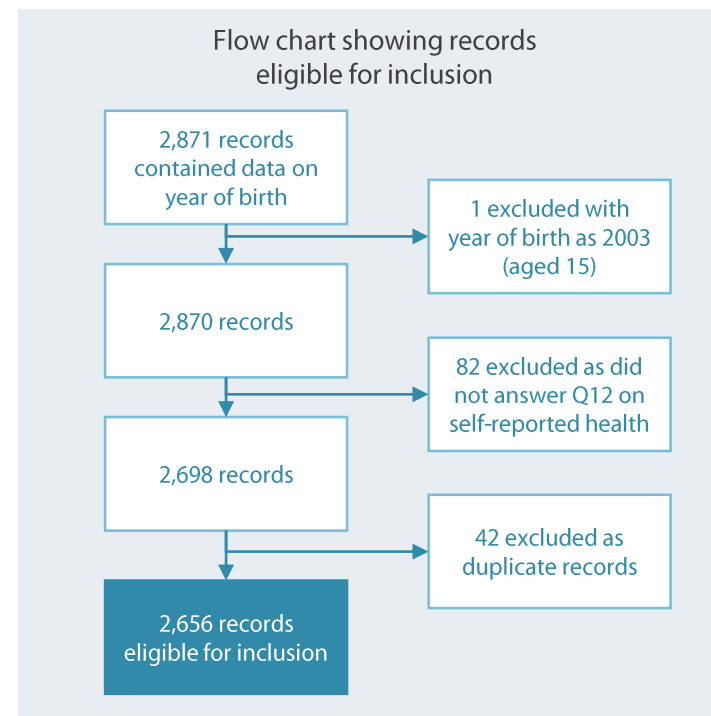 Flow chart showing records
eligible for inclusion
2,871 records
contained data on
year of birth
1 excluded with
year of birth as 2003
(aged 15)
2,870 records
82 excluded as did
not answer Q12 on
self-reported health
2,698 records
42 excluded as
duplicate records
2,656 records
eligible for inclusion